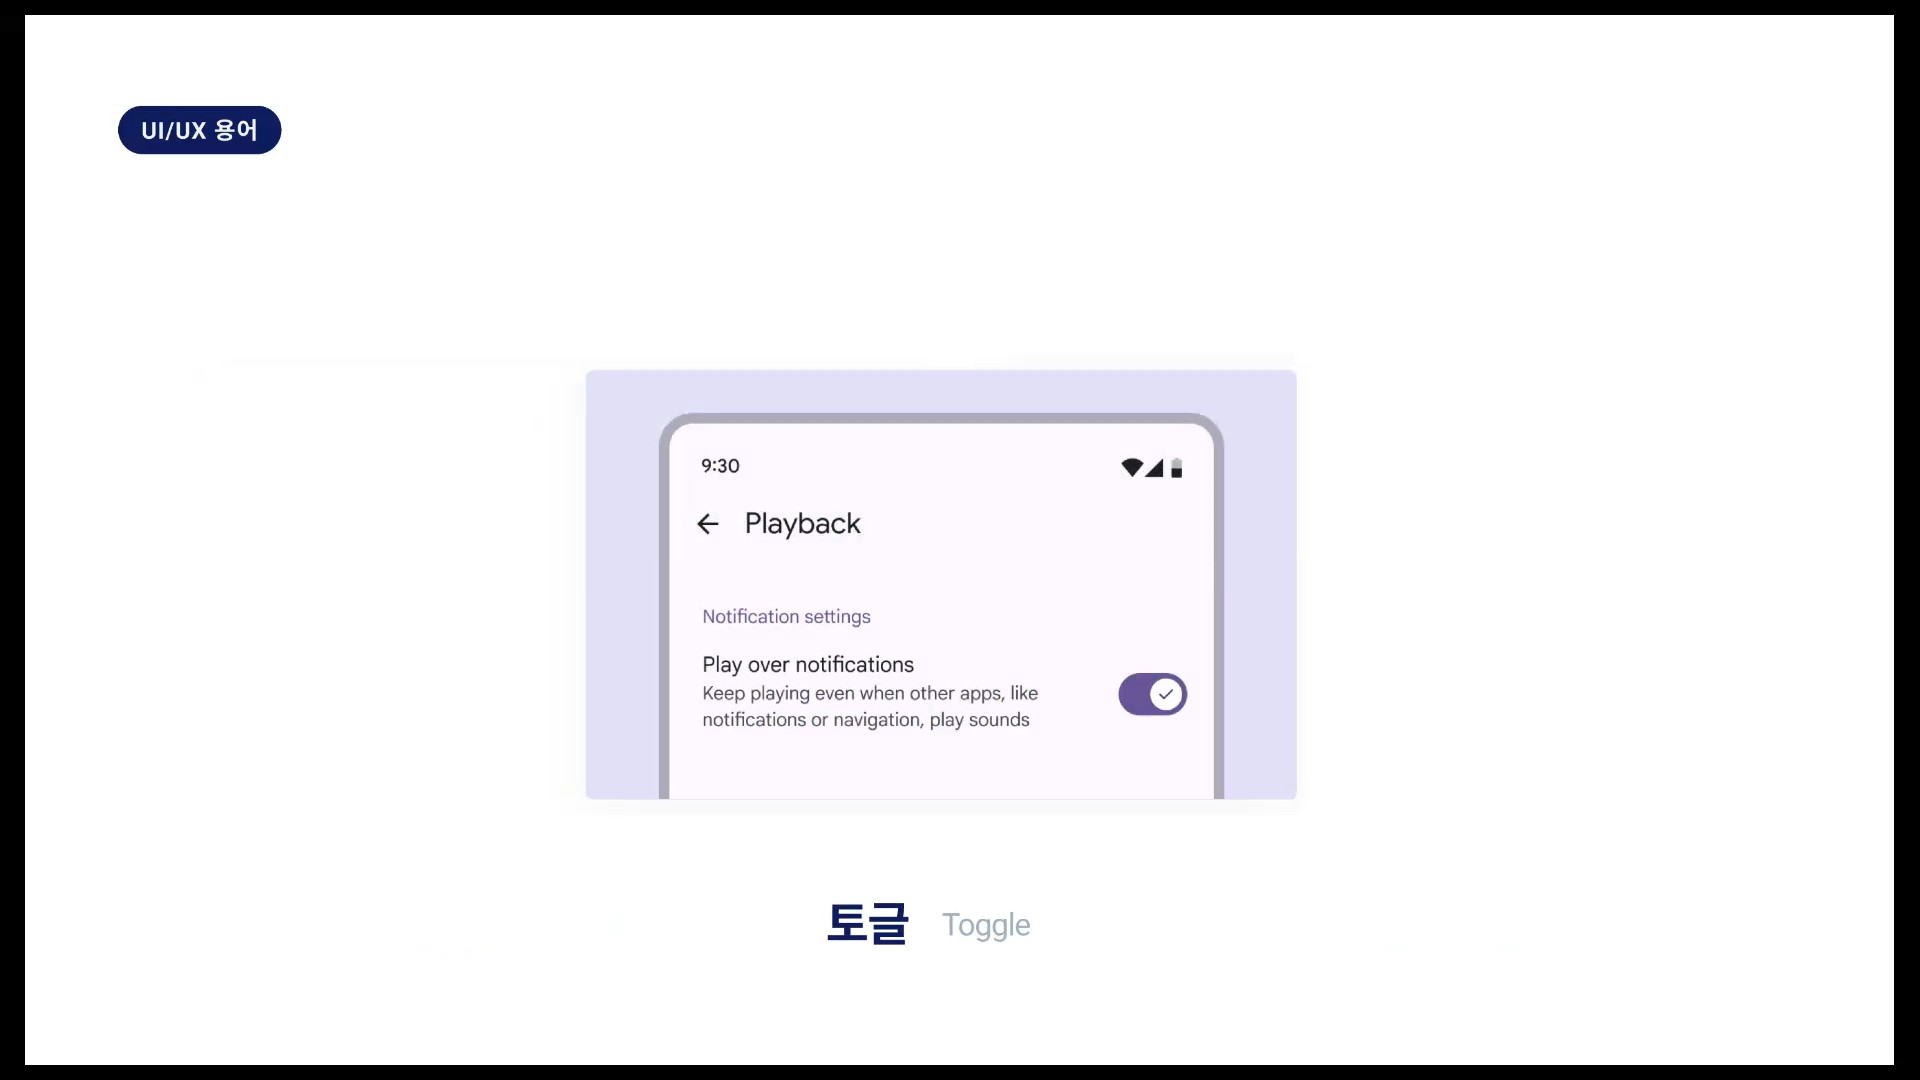 UI/UX 용어
9:30
Playback
Notification settings
Play over notifications
Keep playing even when other apps, like
notifications or navigation, play sounds
토글 Toggle